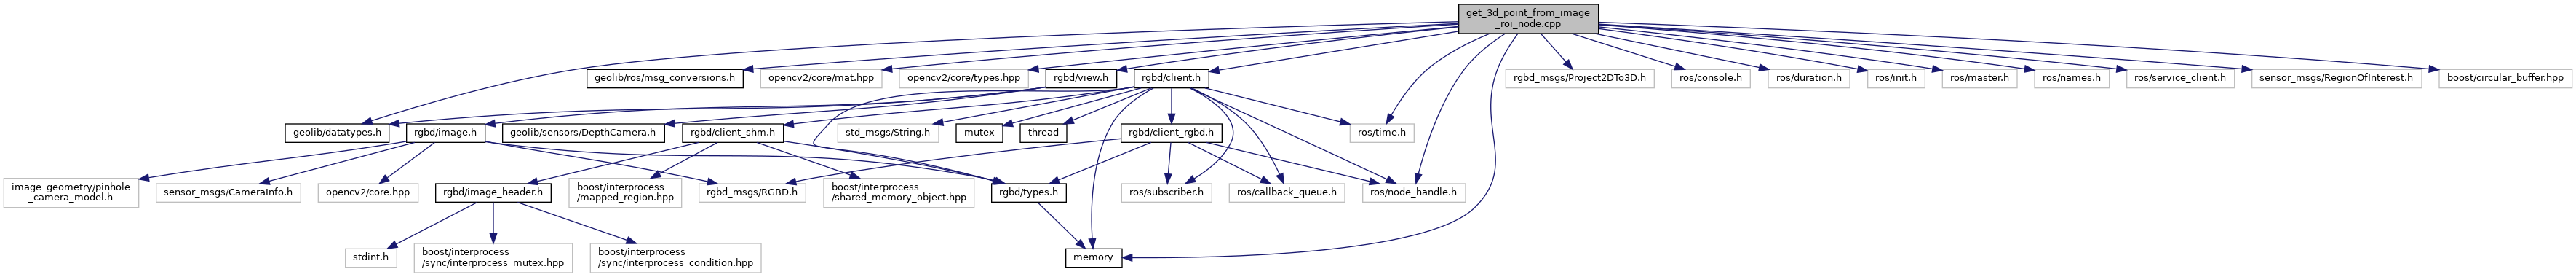 get_3d_point_from_image
_roi_node.cpp
geolib/ros/msg_conversions.h
opencv2/core/mat.hpp
opencv2/core/types.hpp
rgbd/view.h
rgbd/client.h
rgbd_msgs/Project2DTo3D.h
ros/console.h
ros/duration.h
ros/init.h
ros/master.h
ros/names.h
ros/service_client.h
sensor_msgs/RegionOfInterest.h
boost/circular_buffer.hpp
geolib/datatypes.h
rgbd/image.h
geolib/sensors/DepthCamera.h
rgbd/client_shm.h
std_msgs/String.h
mutex
thread
rgbd/client_rgbd.h
ros/time.h
image_geometry/pinhole
_camera_model.h
sensor_msgs/CameraInfo.h
opencv2/core.hpp
rgbd/image_header.h
boost/interprocess
/mapped_region.hpp
rgbd_msgs/RGBD.h
boost/interprocess
/shared_memory_object.hpp
rgbd/types.h
ros/subscriber.h
ros/callback_queue.h
ros/node_handle.h
stdint.h
boost/interprocess
/sync/interprocess_mutex.hpp
boost/interprocess
/sync/interprocess_condition.hpp
memory